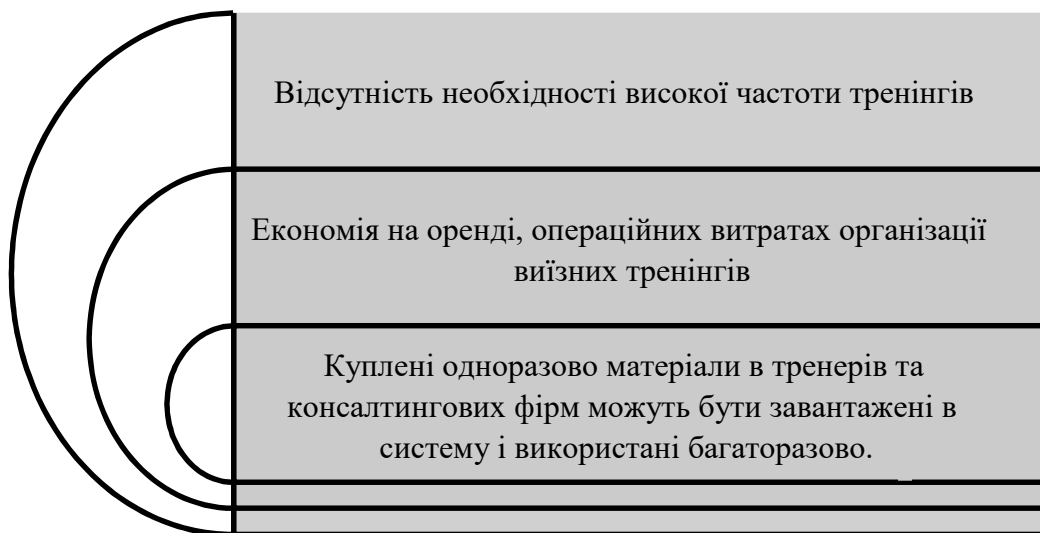 Відсутність необхідності високої частоти тренінгів
Економія на оренді, операційних витратах організації
виїзних тренінгів
Куплені одноразово матеріали в тренерів та
консалтингових фірм можуть бути завантажені в
систему і використані багаторазово.